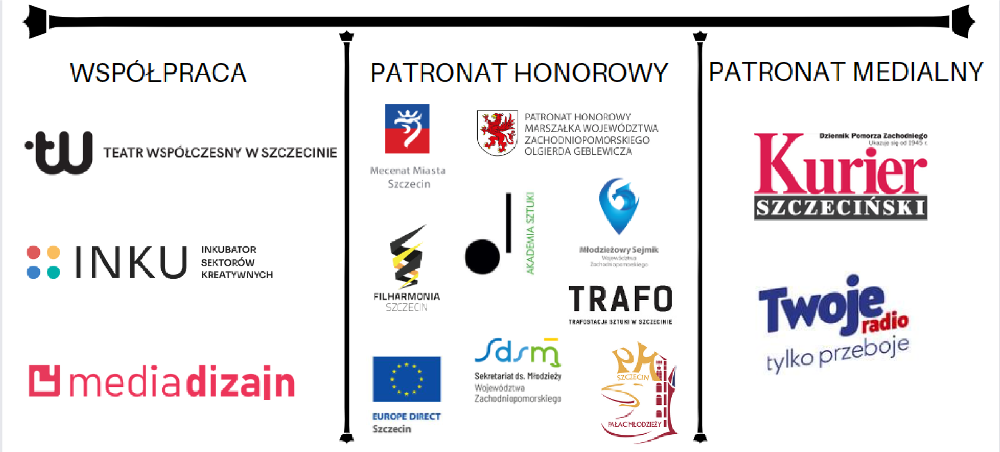 WSPÓŁPRACA
tw
TEATR WSPÓŁCZESNY W SZCZECINIE
INKU
INKUBATOR
SEKTORÓW
KREATYWNYCH
mediadizajn
PATRONAT HONOROWY
Mecenat Miasta
Szczecin
PATRONAT HONOROWY
MARSZAŁKA WOJEWÓDZTWA
ZACHODNIOPOMORSKIEGO
OLGIERDA GEBLEWICZA
FILHARMONIA
SZCZECIN
AKADEMIA SZTUKI
Młodzieżowy Sejmik
Województwa
Zachodniopomorskiego
TRAFO
TRAFOSTACJA SZTUKI W SZCZECINIE
EUROPE DIRECT
Szczecin
sdsm
Sekretariat ds. Młodzieży
Województwa
Zachodniopomorskiego
PM
SZCZECIN
PAŁAC MŁODZIEŻY
PATRONAT MEDIALNY
Dziennik Pomorza Zachodniego
Ukazuje się od 1945 r.
Kurier
SZCZECIŃSKI
Twoje
radio
tylko przeboje